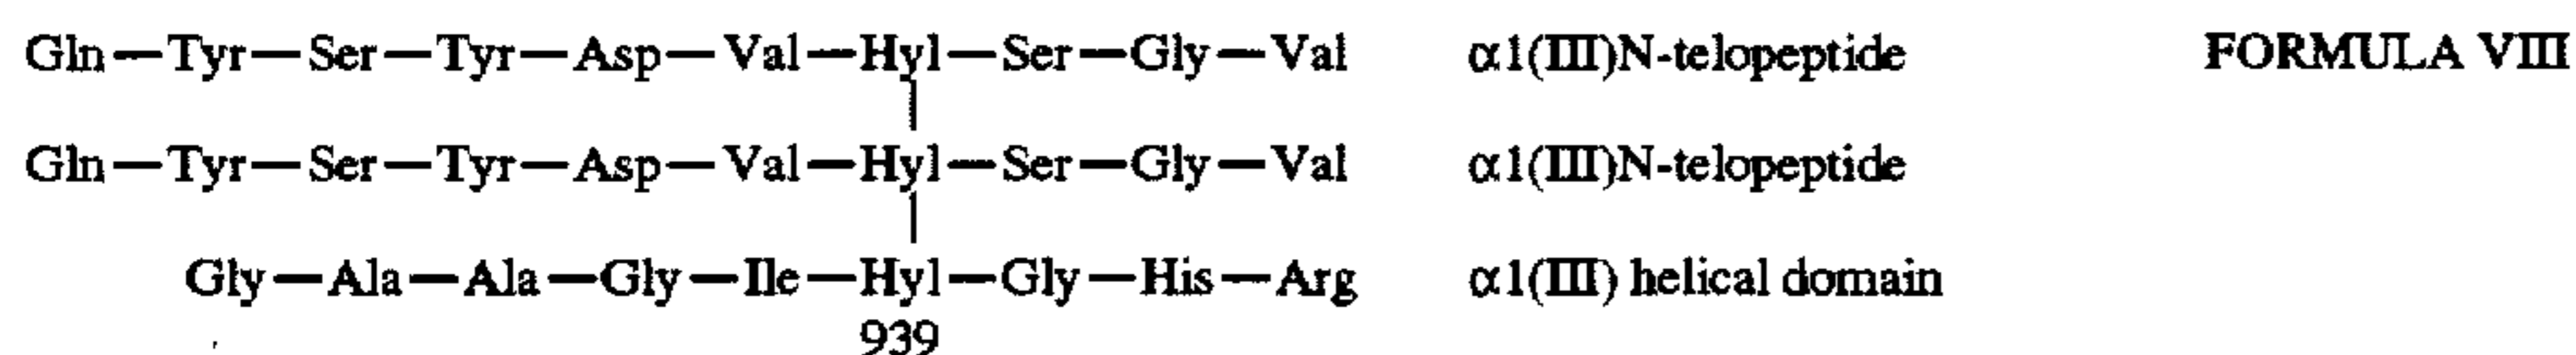 Gln—Tyr—Ser—Tyr—Asp—Val—Hyl—Ser—Gly—Val α1(III)N-telopeptide FORMULA VIII
Gln—Tyr—Ser—Tyr—Asp—Val—Hyl—Ser—Gly—Val α1(III)N-telopeptide
Gly—Ala—Ala—Gly—Ile—Hyl—Gly—His—Arg α1(III) helical domain
939